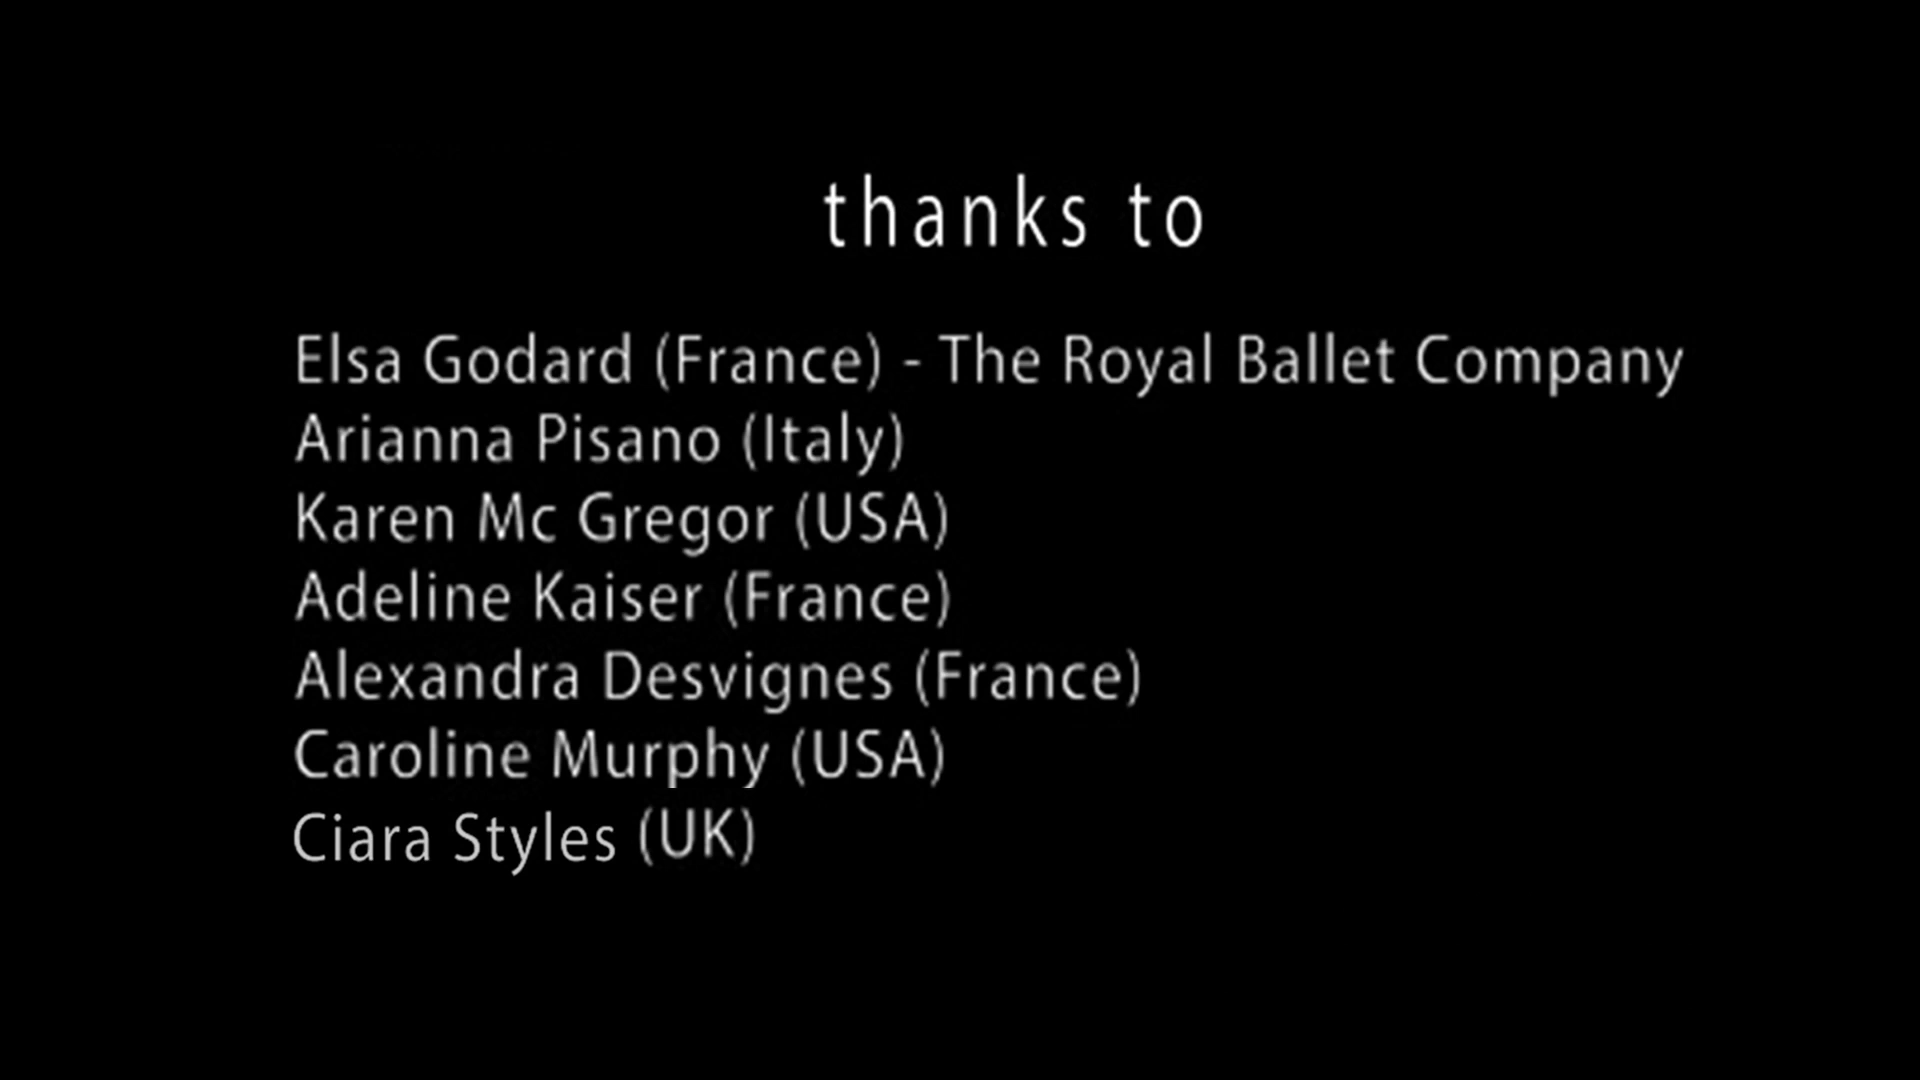 thanks to
Elsa Godard (France) - The Royal Ballet Company
Arianna Pisano (Italy)
Karen Mc Gregor (USA)
Adeline Kaiser (France)
Alexandra Desvignes (France)
Caroline Murphy (USA)
Ciara Styles (UK)